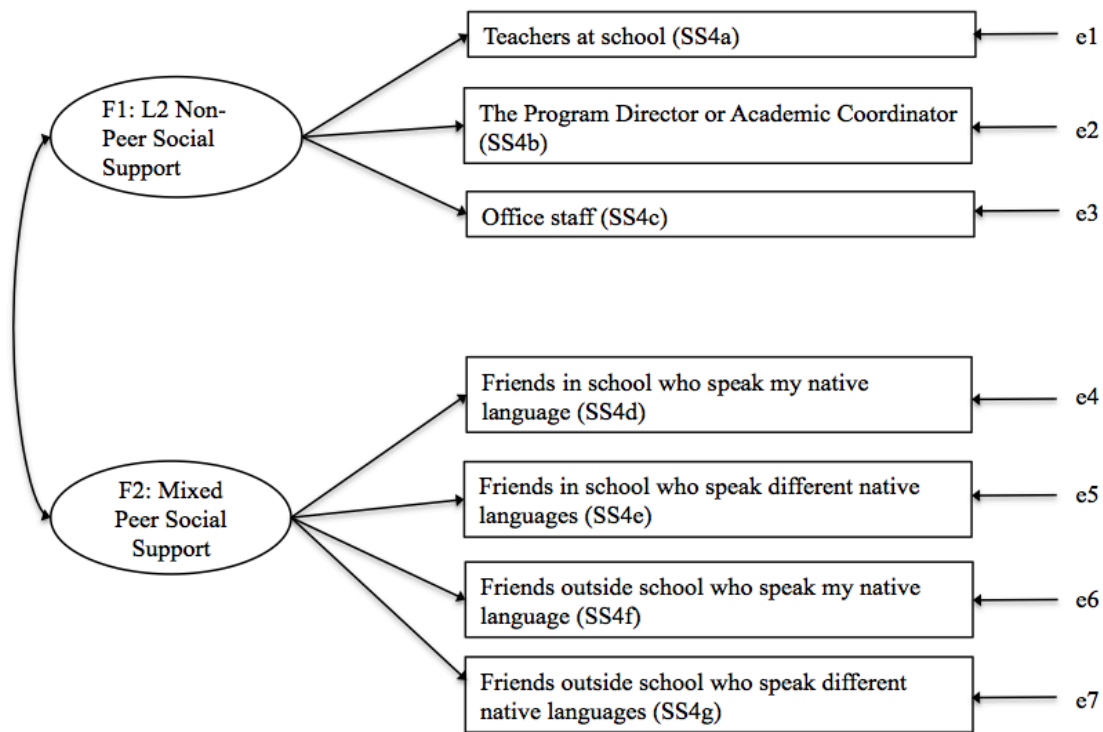 Teachers at school (SS4a)
e1
F1: L2 Non-
Peer Social
Support
The Program Director or Academic Coordinator
(SS4b)
e2
Office staff (SS4c)
e3
Friends in school who speak my native
language (SS4d)
e4
F2: Mixed
Peer Social
Support
Friends in school who speak different native
languages (SS4e)
e5
Friends outside school who speak my native
language (SS4f)
e6
Friends outside school who speak different
native languages (SS4g)
e7